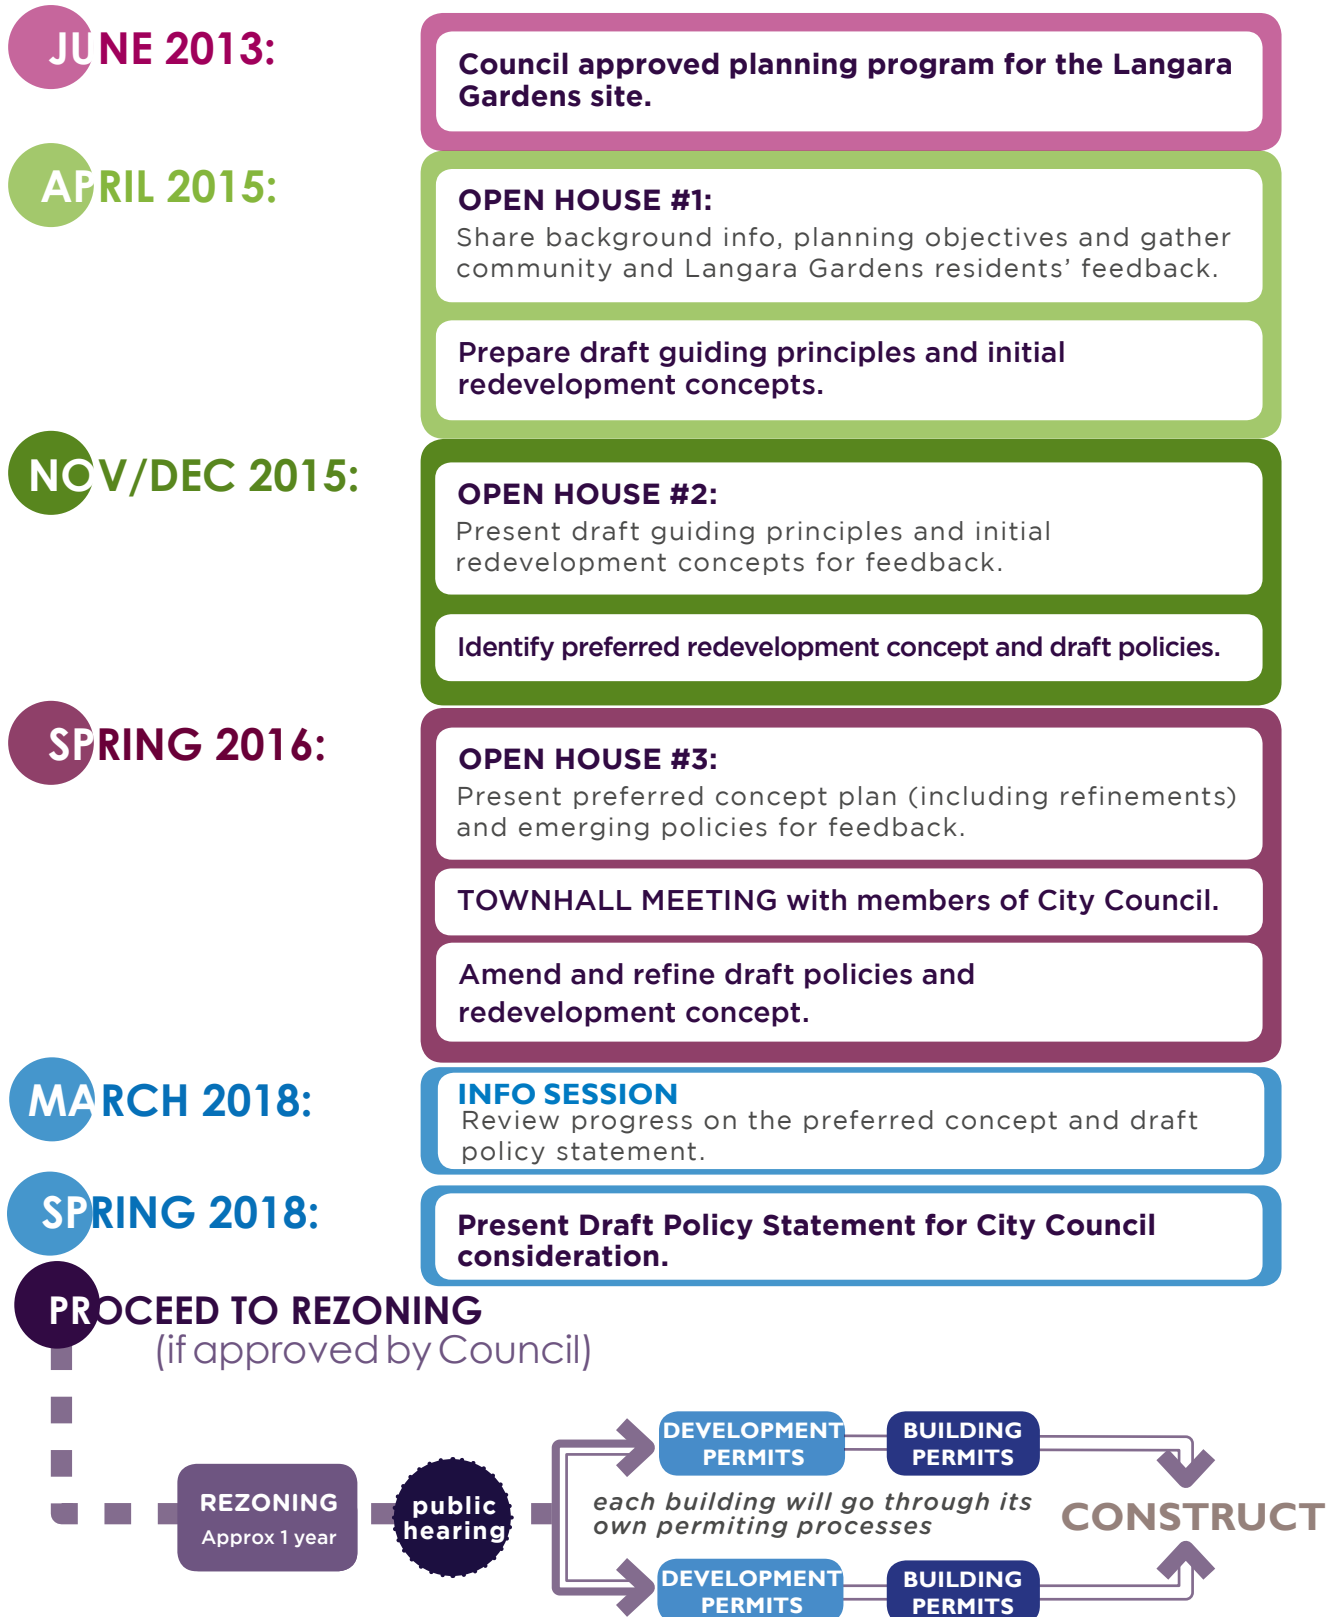 JUNE 2013:
Council approved planning program for the Langara
Gardens site.
APRIL 2015:
OPEN HOUSE #1:
Share background info, planning objectives and gather
community and Langara Gardens residents’ feedback.
Prepare draft guiding principles and initial
redevelopment concepts.
NOV/DEC 2015:
OPEN HOUSE #2:
Present draft guiding principles and initial
redevelopment concepts for feedback.
Identify preferred redevelopment concept and draft policies.
SPRING 2016:
OPEN HOUSE #3:
Present preferred concept plan (including refinements)
and emerging policies for feedback.
TOWNHALL MEETING with members of City Council.
Amend and refine draft policies and
redevelopment concept.
MARCH 2018:
INFO SESSION
Review progress on the preferred concept and draft
policy statement.
SPRING 2018:
Present Draft Policy Statement for City Council
consideration.
PROCEED TO REZONING
(if approved by Council)
REZONING
Approx 1 year
public
hearing
DEVELOPMENT
PERMITS
BUILDING
PERMITS
each building will go through its
own permiting processes
CONSTRUCT
DEVELOPMENT
PERMITS
BUILDING
PERMITS